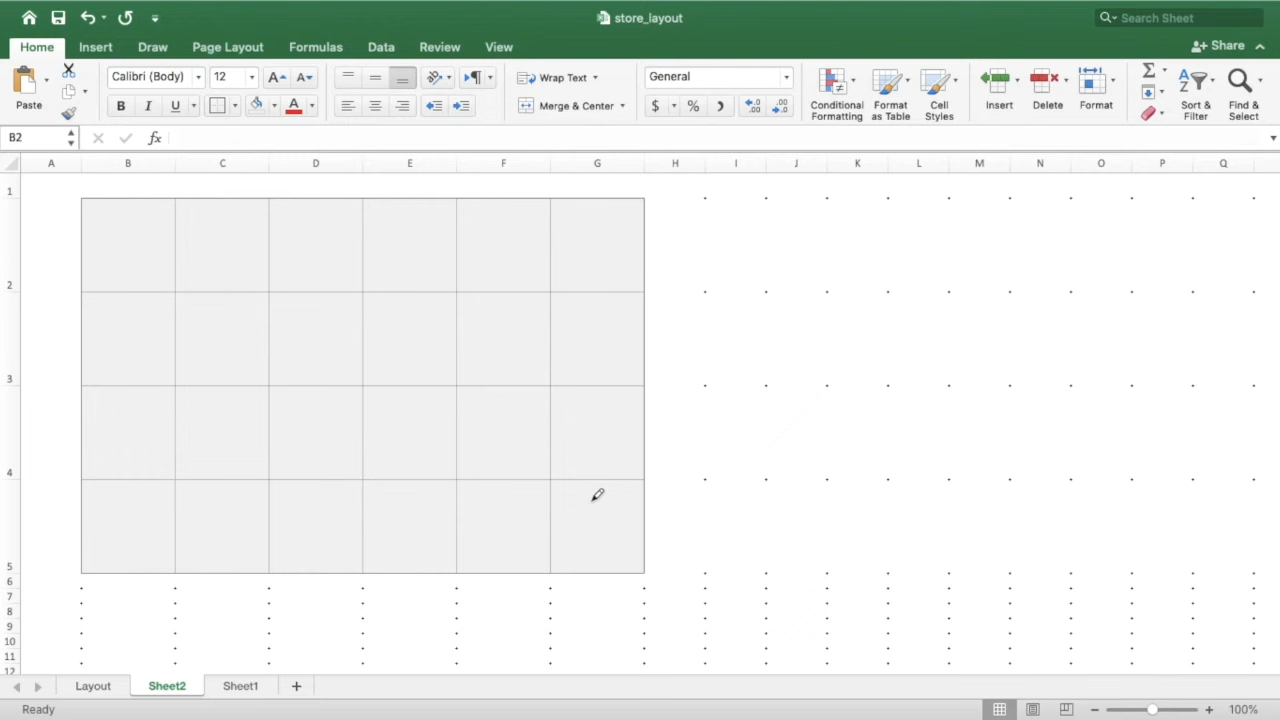 store_layout
Search Sheet
Home Insert Draw Page Layout Formulas Data Review View
Share
Paste
Calibri (Body) 12
B I U A
Wrap Text
Merge & Center
General
$ % )
Conditional Formatting
Format as Table
Cell Styles
Insert
Delete
Format
Sort & Filter
Find & Select
B2 fx
A B C D E F G H I J K L M N O P Q
1
2
3
4
5
6
7
8
9
10
11
12
Layout Sheet2 Sheet1 +
Ready
100%